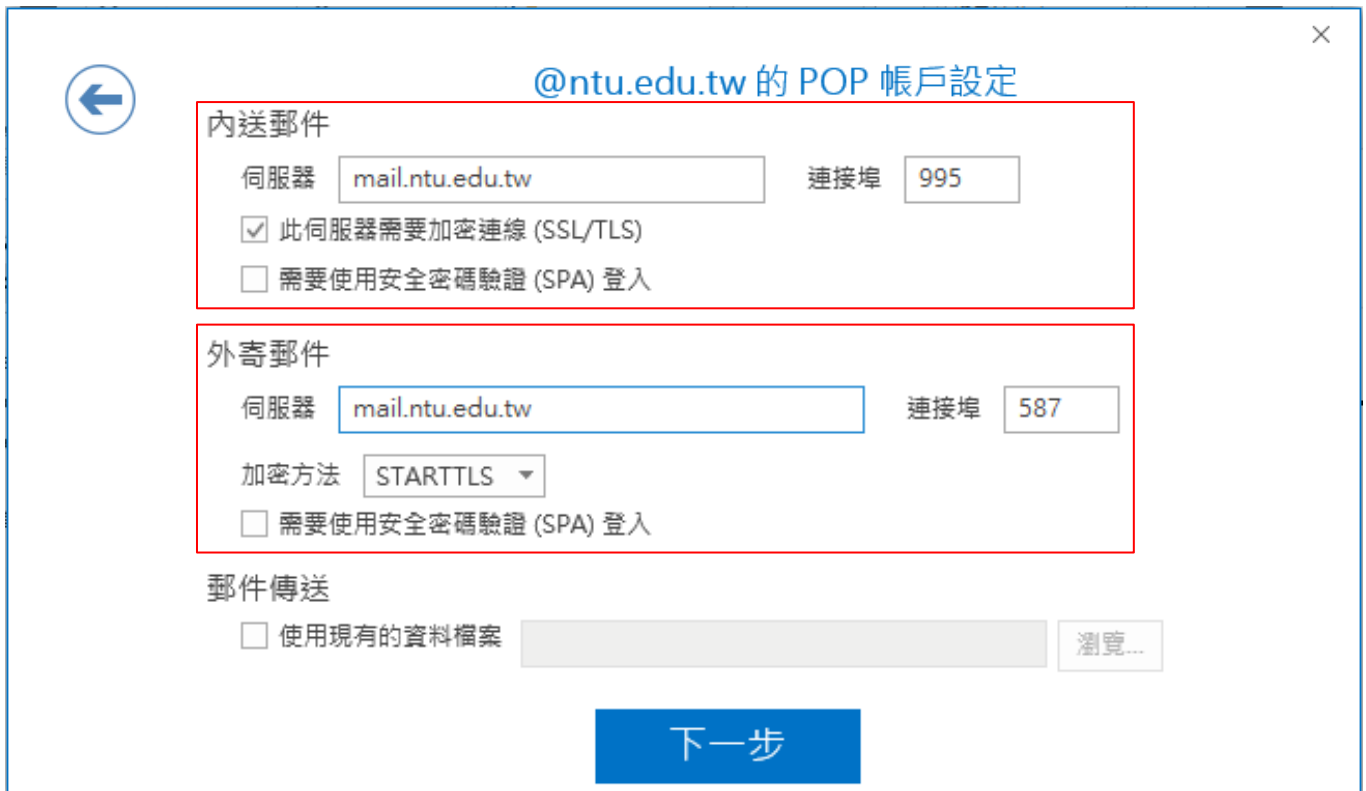 @ntu.edu.tw 的 POP 帳戶設定
內送郵件
伺服器 mail.ntu.edu.tw 連接埠 995
此伺服器需要加密連線 (SSL/TLS)
需要使用安全密碼驗證 (SPA) 登入
外寄郵件
伺服器 mail.ntu.edu.tw 連接埠 587
加密方法 STARTTLS
需要使用安全密碼驗證 (SPA) 登入
郵件傳送
使用現有的資料檔案 瀏覽...
下一步